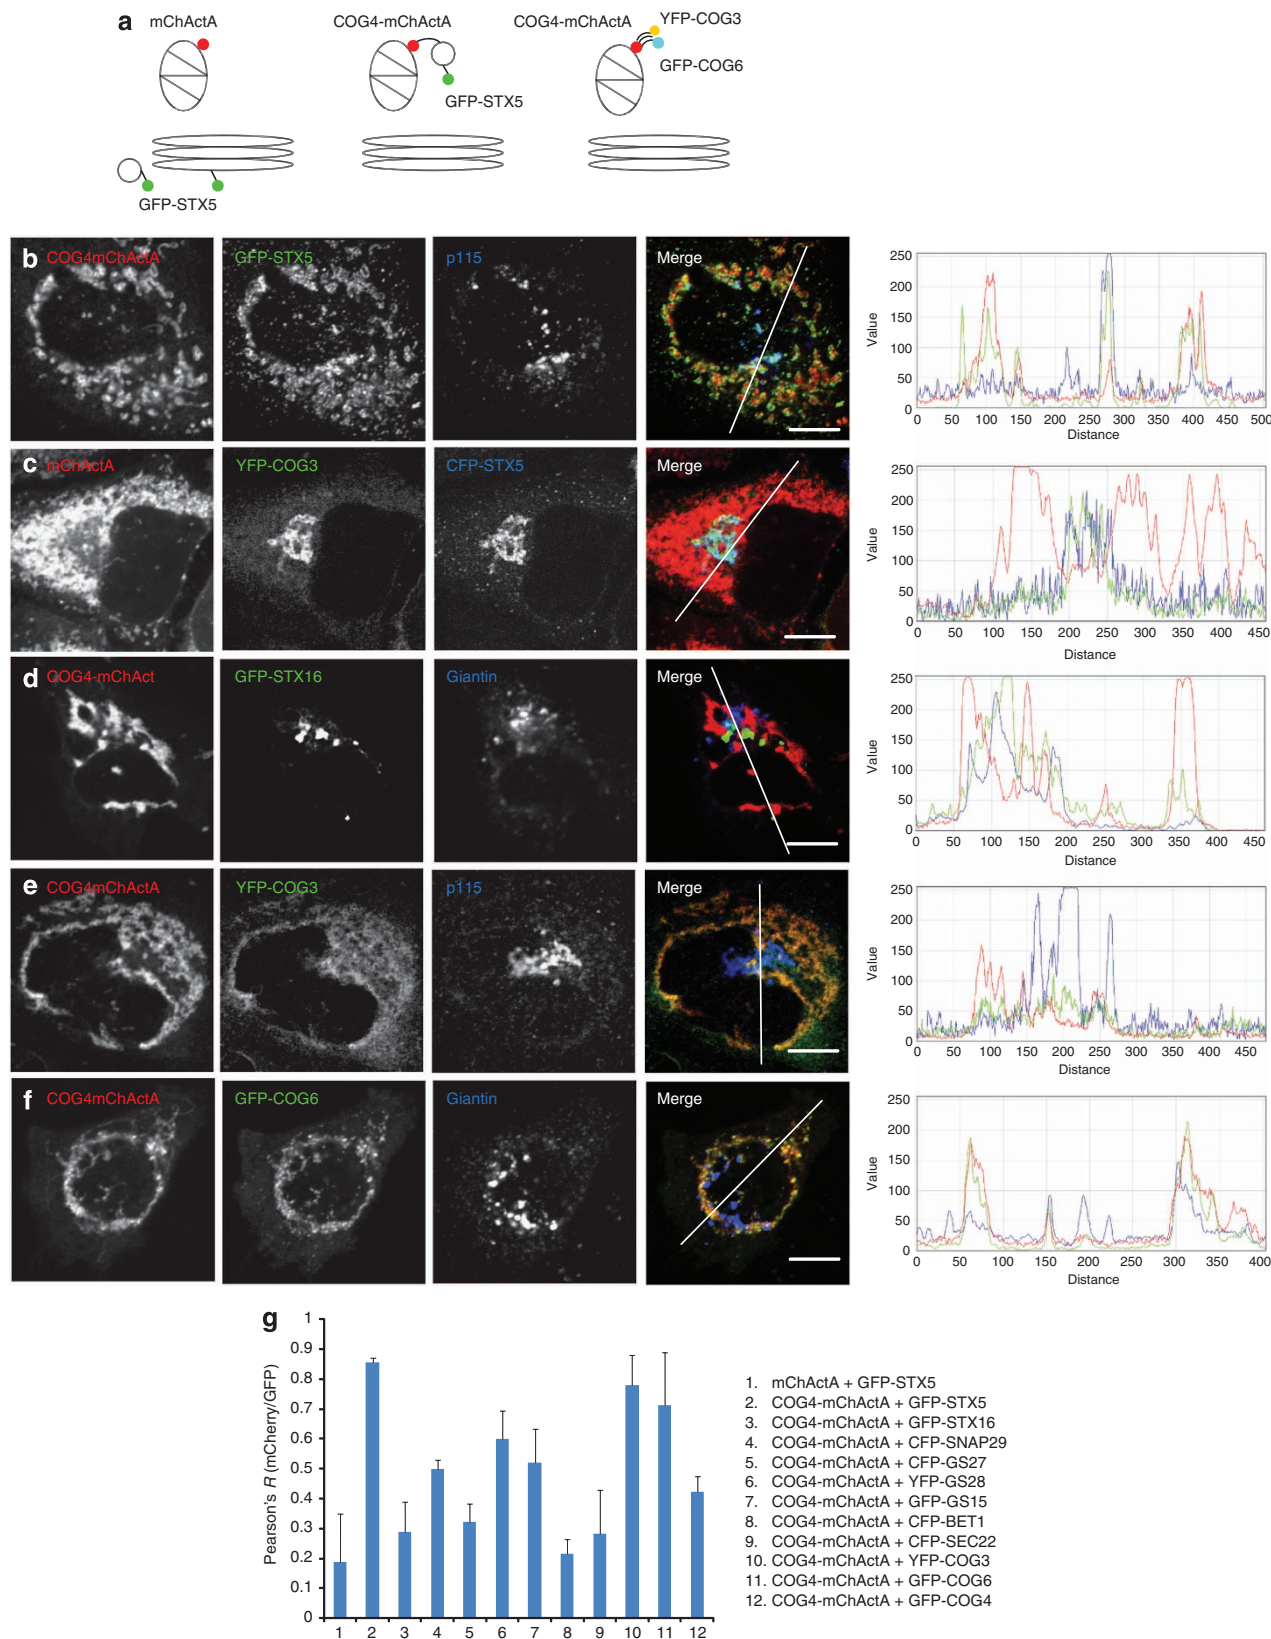 a
mChActA
COG4-mChActA
COG4-mChActA
YFP-COG3
GFP-COG6
GFP-STX5
GFP-STX5
b
COG4mChActA
GFP-STX5
p115
Merge
Value
250
200
150
100
50
0
0 50 100 150 200 250 300 350 400 450 500
Distance
c
mChActA
YFP-COG3
CFP-STX5
Merge
Value
250
200
150
100
50
0
0 50 100 150 200 250 300 350 400 450
Distance
d
COG4-mChAct
GFP-STX16
Giantin
Merge
Value
250
200
150
100
50
0
0 50 100 150 200 250 300 350 400 450
Distance
e
COG4mChActA
YFP-COG3
p115
Merge
Value
250
200
150
100
50
0
0 50 100 150 200 250 300 350 400 450
Distance
f
COG4mChActA
GFP-COG6
Giantin
Merge
Value
250
200
150
100
50
0
0 50 100 150 200 250 300 350 400
Distance
g
Pearson's R (mCherry/GFP)
1
0.9
0.8
0.7
0.6
0.5
0.4
0.3
0.2
0.1
0
1 2 3 4 5 6 7 8 9 10 11 12
1. mChActA + GFP-STX5
2. COG4-mChActA + GFP-STX5
3. COG4-mChActA + GFP-STX16
4. COG4-mChActA + CFP-SNAP29
5. COG4-mChActA + CFP-GS27
6. COG4-mChActA + YFP-GS28
7. COG4-mChActA + GFP-GS15
8. COG4-mChActA + CFP-BET1
9. COG4-mChActA + CFP-SEC22
10. COG4-mChActA + YFP-COG3
11. COG4-mChActA + GFP-COG6
12. COG4-mChActA + GFP-COG4